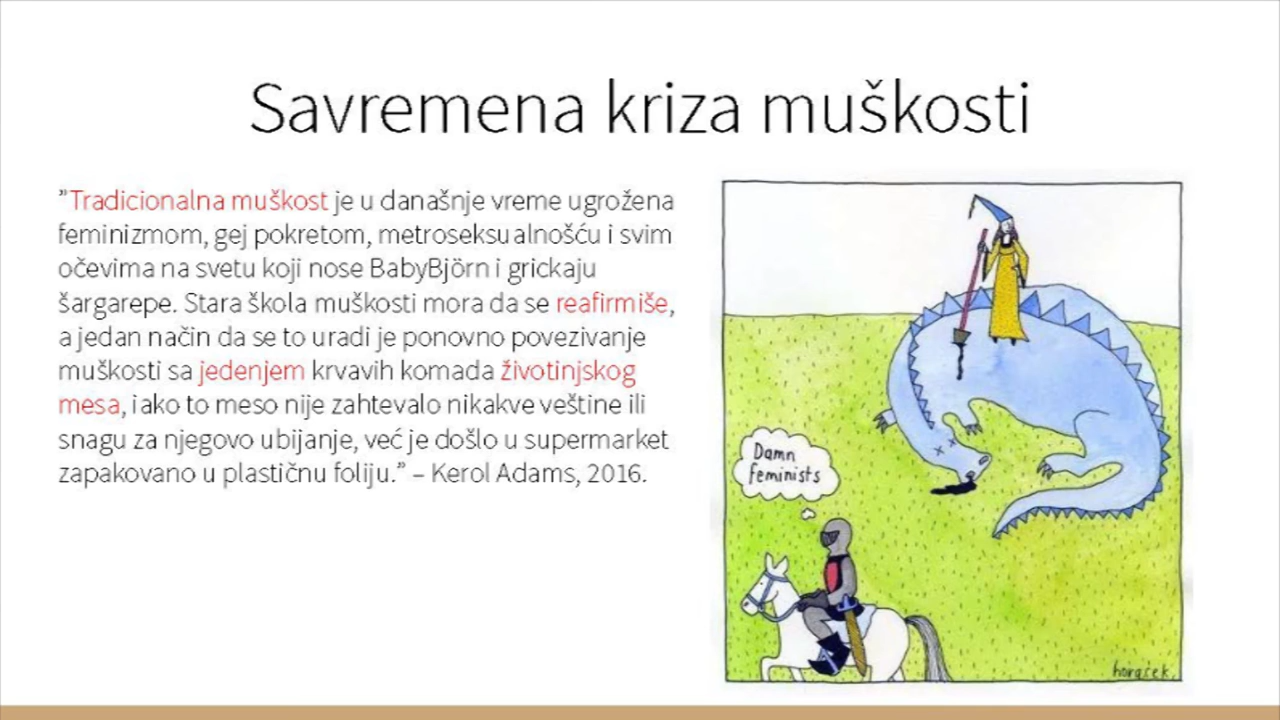 Savremena kriza muškosti
”Tradicionalna muškost je u današnje vreme ugrožena
feminizmom, gej pokretom, metroseksualnošću i svim
očevima na svetu koji nose BabyBjörn i grickaju
šargarepe. Stara škola muškosti mora da se reafirmiše,
a jedan način da se to uradi je ponovno povezivanje
muškosti sa jedenjem krvavih komada životinjskog
mesa, iako to meso nije zahtevalo nikakve veštine ili
snagu za njegovo ubijanje, već je došlo u supermarket
zapakovano u plastičnu foliju.” – Kerol Adams, 2016.
Damn
feminists
horacek